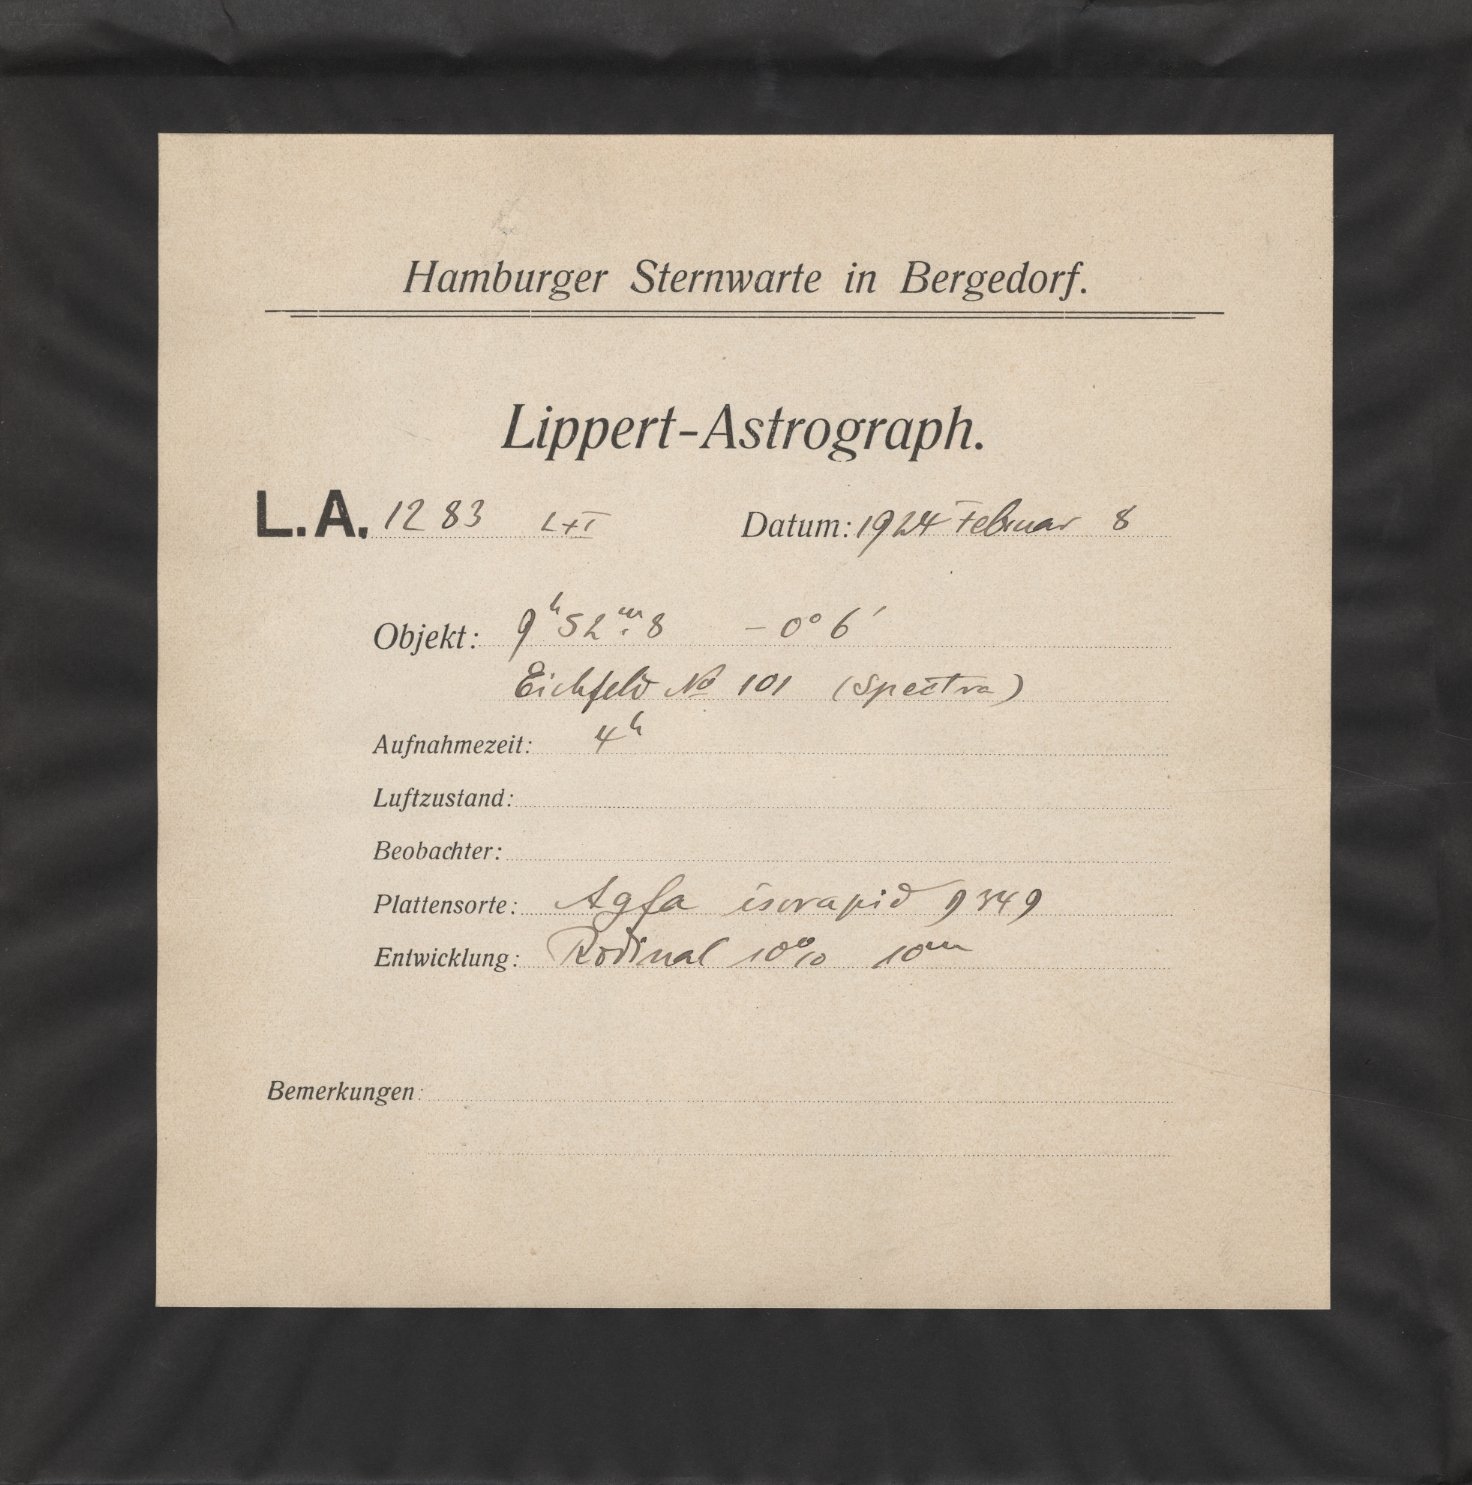 Hamburger Sternwarte in Bergedorf.
Lippert-Astrograph.
L.A. 1283 L+I Datum: 1924 Februar 8
Objekt: 9ʰ 52ᵐ.8 – 0° 6′
Eichfeld No 101 (Spectra)
Aufnahmezeit: 4ʰ
Luftzustand:
Beobachter:
Plattensorte: Agfa isorapid 9349
Entwicklung: Rodinal 10% 10ᵐ
Bemerkungen: